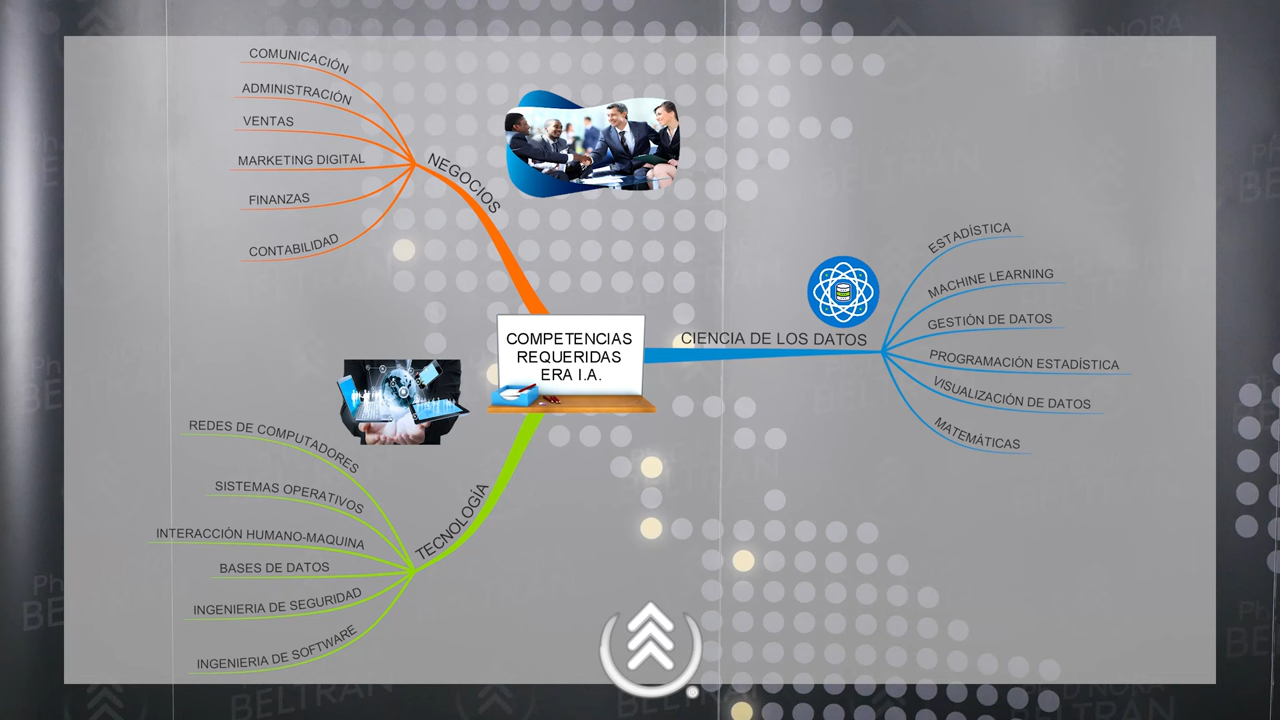 COMUNICACIÓN
ADMINISTRACIÓN
VENTAS
MARKETING DIGITAL
FINANZAS
CONTABILIDAD
NEGOCIOS
COMPETENCIAS
REQUERIDAS
ERA I.A.
CIENCIA DE LOS DATOS
ESTADÍSTICA
MACHINE LEARNING
GESTIÓN DE DATOS
PROGRAMACIÓN ESTADÍSTICA
VISUALIZACIÓN DE DATOS
MATEMÁTICAS
TECNOLOGÍA
REDES DE COMPUTADORES
SISTEMAS OPERATIVOS
INTERACCIÓN HUMANO-MAQUINA
BASES DE DATOS
INGENIERIA DE SEGURIDAD
INGENIERIA DE SOFTWARE
BELTRAN